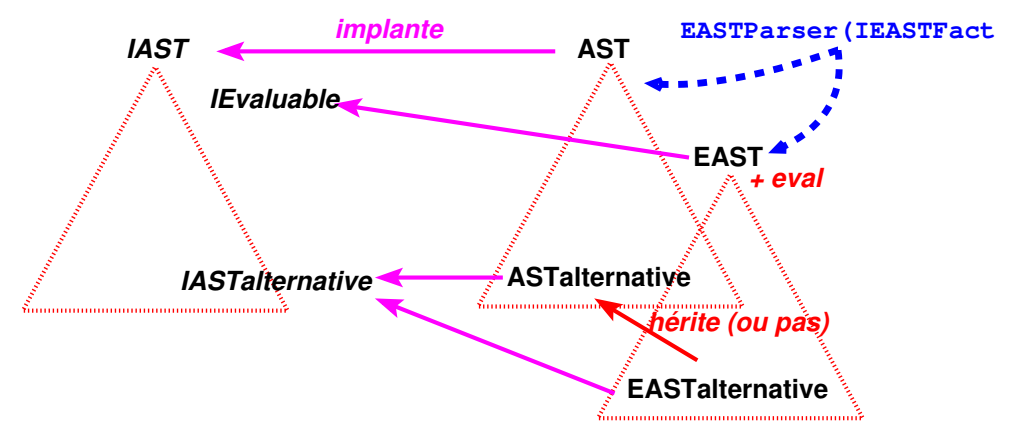 implante
EASTParser(IEASTFact
IAST
AST
IEvaluable
EAST
+ eval
IASTalternative
ASTalternative
hérite (ou pas)
EASTalternative